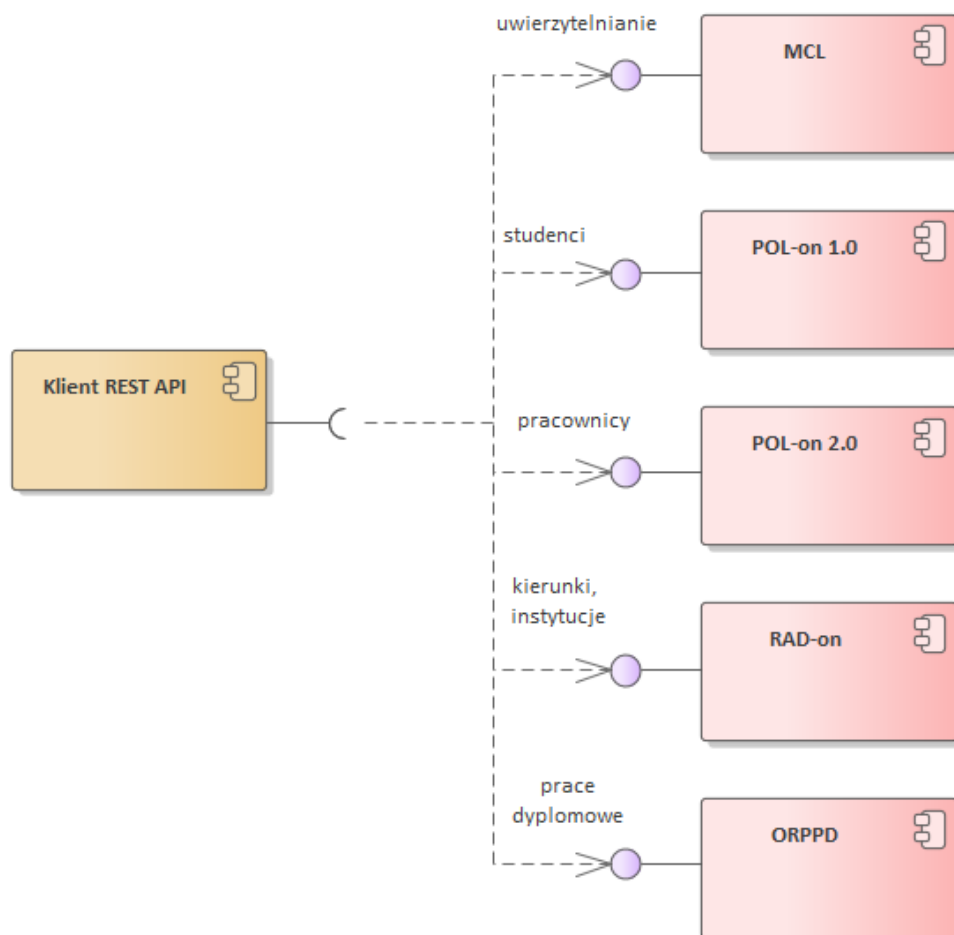 uwierzytelnianie
MCL
studenci
POL-on 1.0
Klient REST API
pracownicy
POL-on 2.0
kierunki,
instytucje
RAD-on
prace
dyplomowe
ORPPD